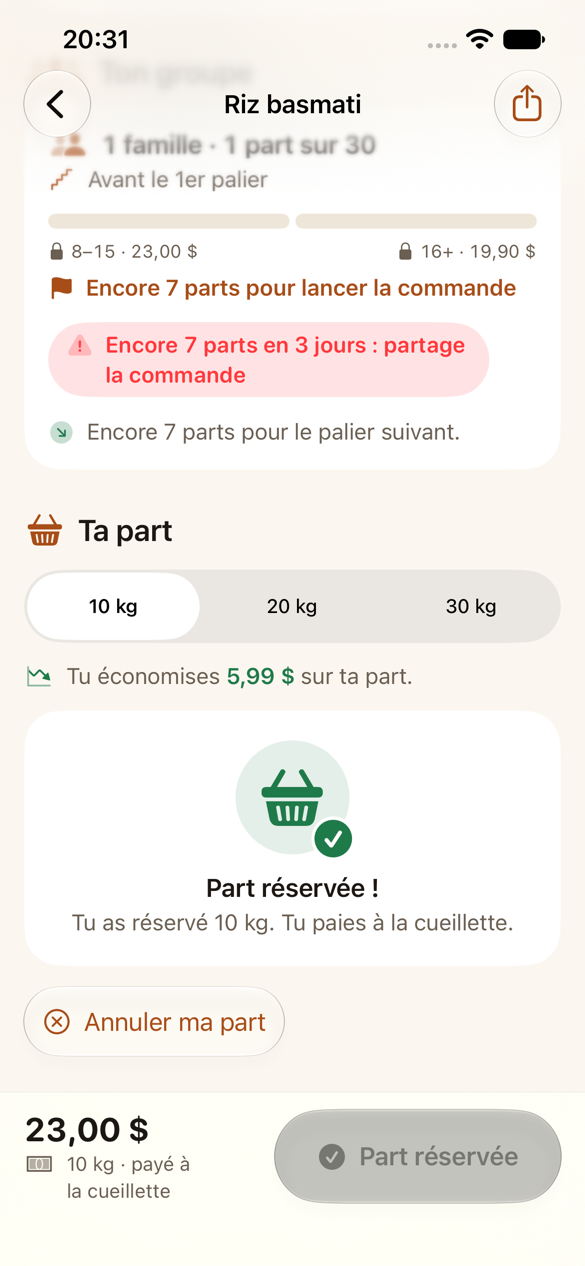 20:31
Ton groupe
Riz basmati
1 famille · 1 part sur 30
Avant le 1er palier
8–15 · 23,00 $
16+ · 19,90 $
Encore 7 parts pour lancer la commande
Encore 7 parts en 3 jours : partage
la commande
Encore 7 parts pour le palier suivant.
Ta part
10 kg
20 kg
30 kg
Tu économises 5,99 $ sur ta part.
Part réservée !
Tu as réservé 10 kg. Tu paies à la cueillette.
Annuler ma part
23,00 $
10 kg · payé à
la cueillette
Part réservée